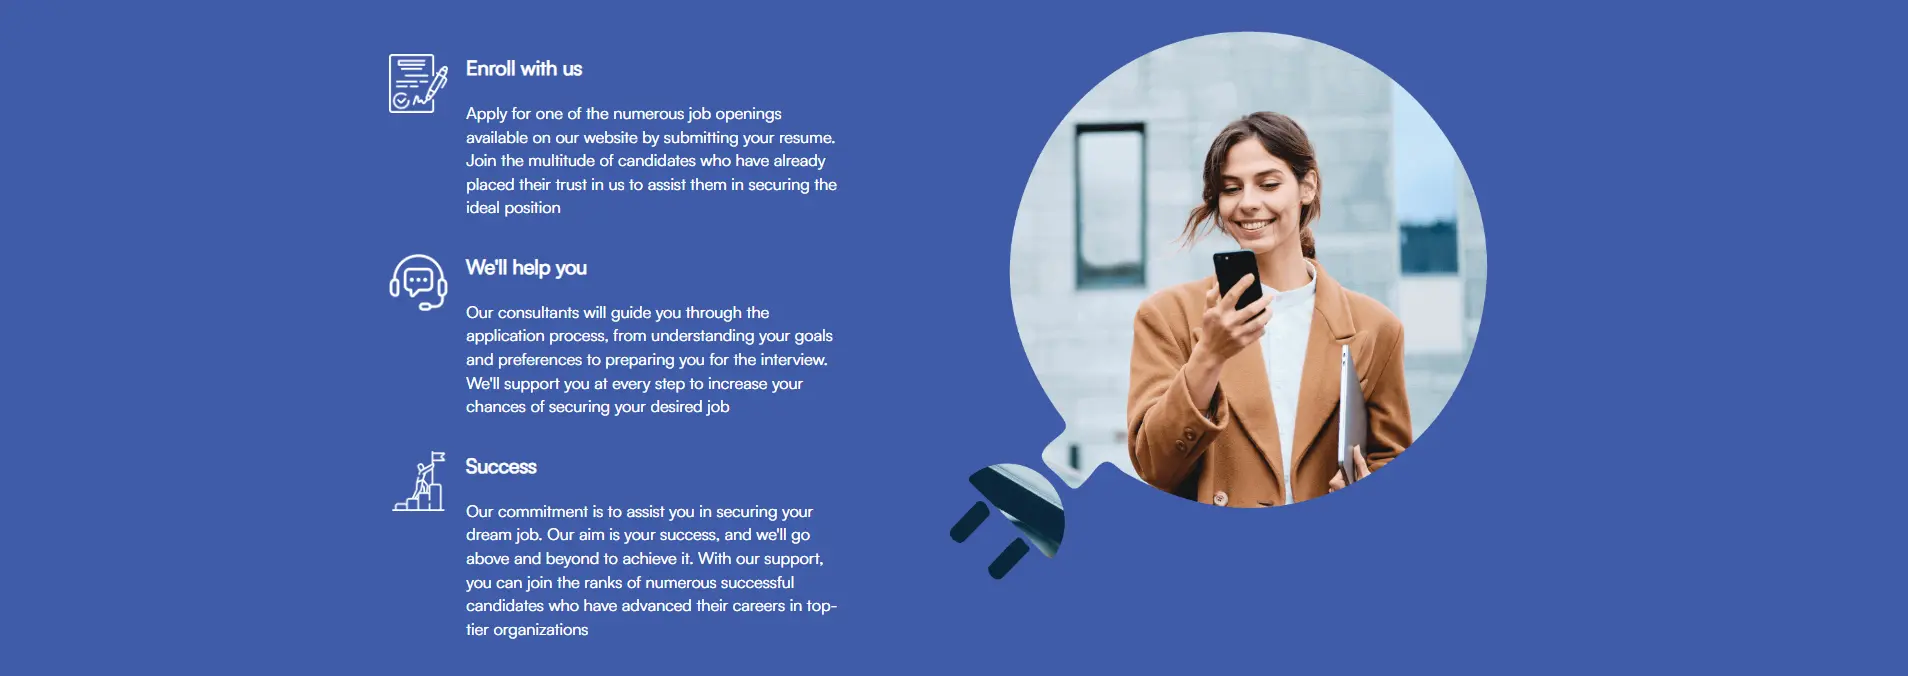 Enroll with us
Apply for one of the numerous job openings
available on our website by submitting your resume.
Join the multitude of candidates who have already
placed their trust in us to assist them in securing the
ideal position
We'll help you
Our consultants will guide you through the
application process, from understanding your goals
and preferences to preparing you for the interview.
We'll support you at every step to increase your
chances of securing your desired job
Success
Our commitment is to assist you in securing your
dream job. Our aim is your success, and we'll go
above and beyond to achieve it. With our support,
you can join the ranks of numerous successful
candidates who have advanced their careers in top-
tier organizations